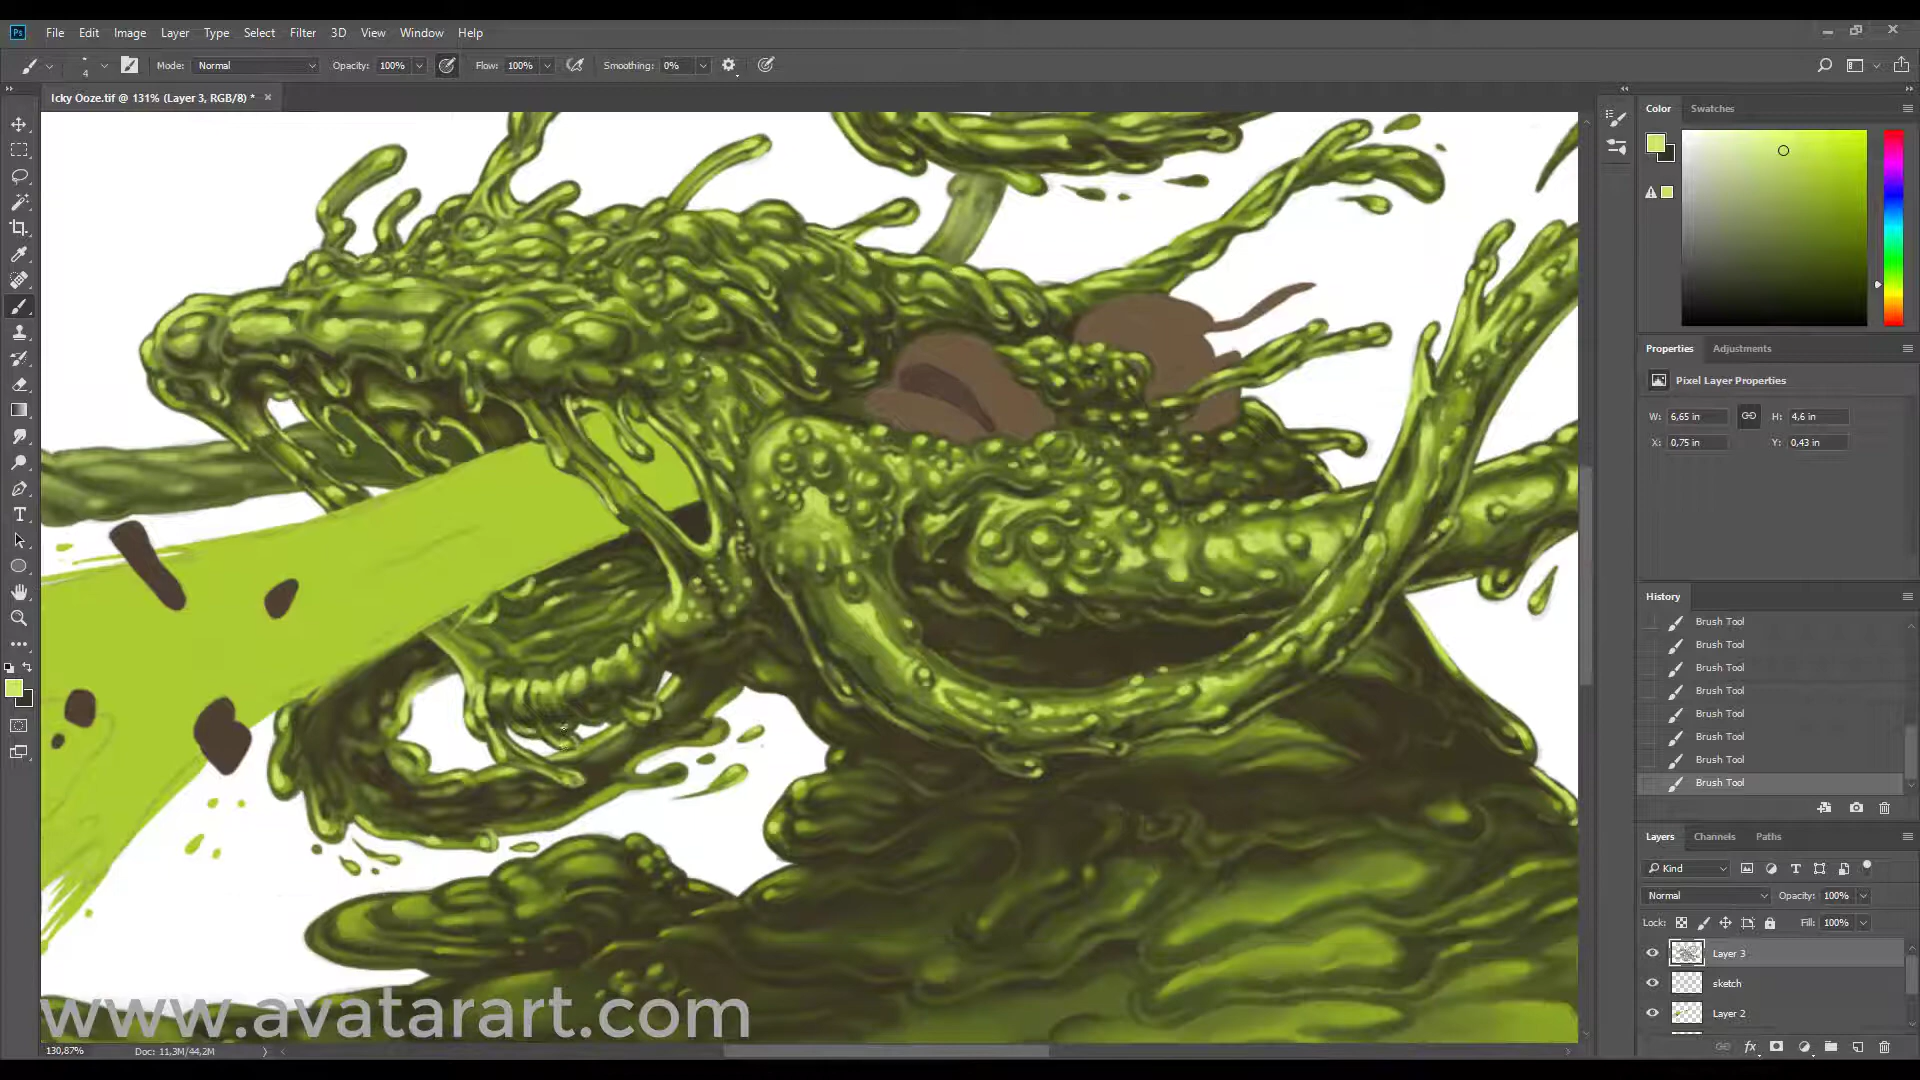 Ps File Edit Image Layer Type Select Filter 3D View Window Help
4 Mode: Normal Opacity: 100% Flow: 100% Smoothing: 0%
Icky Ooze.tif @ 131% (Layer 3, RGB/8) * ×
Color Swatches
Properties Adjustments
Pixel Layer Properties
W: 6,65 in H: 4,6 in
X: 0,75 in Y: 0,43 in
History
Brush Tool
Brush Tool
Brush Tool
Brush Tool
Brush Tool
Brush Tool
Brush Tool
Brush Tool
Layers Channels Paths
Kind
Normal Opacity: 100%
Lock: Fill: 100%
Layer 3
sketch
Layer 2
www.avatarart.com
130,87% Doc: 11,3M/44,2M